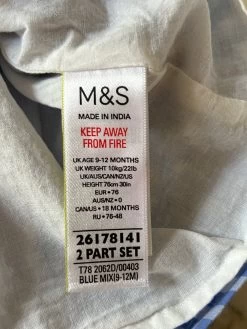 M&S
MADE IN INDIA
KEEP AWAY
FROM FIRE
UK AGE 9-12 MONTHS
UK WEIGHT 10kg/22lb
UK/AUS/CAN/NZ/US
HEIGHT 76cm 30in
EUR • 76
AUS/NZ • 0
CAN/US • 18 MONTHS
RU • 76-48
26178141
2 PART SET
T78 2062D/00403
BLUE MIX(9-12M)